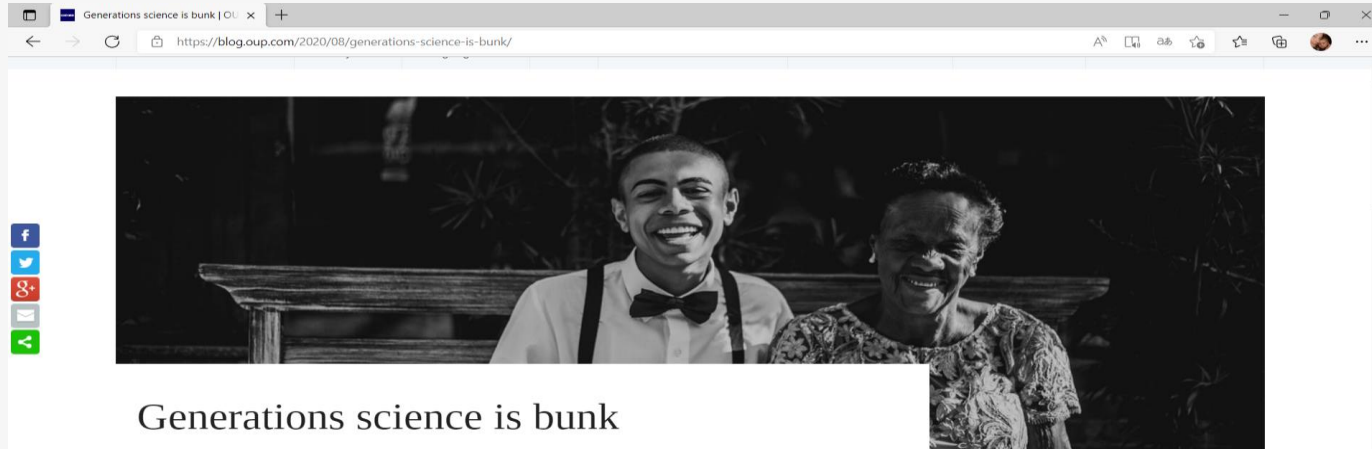 Generations science is bunk | OU
https://blog.oup.com/2020/08/generations-science-is-bunk/
Generations science is bunk